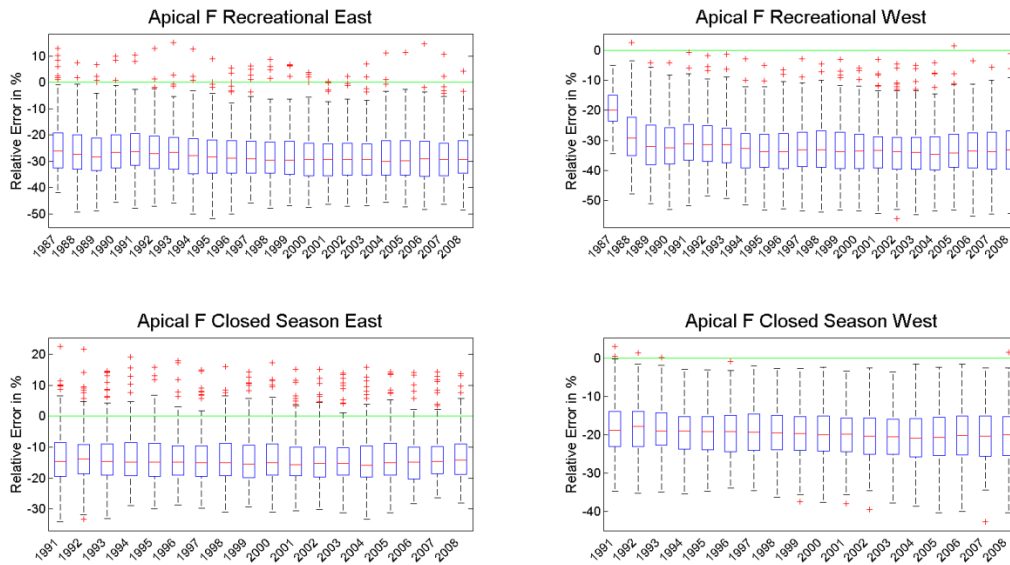 Apical F Recreational East
Relative Error in %
10
0
-10
-20
-30
-40
-50
1987 1988 1989 1990 1991 1992 1993 1994 1995 1996 1997 1998 1999 2000 2001 2002 2003 2004 2005 2006 2007 2008
Apical F Recreational West
Relative Error in %
0
-10
-20
-30
-40
-50
-60
1987 1988 1989 1990 1991 1992 1993 1994 1995 1996 1997 1998 1999 2000 2001 2002 2003 2004 2005 2006 2007 2008
Apical F Closed Season East
Relative Error in %
20
10
0
-10
-20
-30
1991 1992 1993 1994 1995 1996 1997 1998 1999 2000 2001 2002 2003 2004 2005 2006 2007 2008
Apical F Closed Season West
Relative Error in %
0
-10
-20
-30
-40
1991 1992 1993 1994 1995 1996 1997 1998 1999 2000 2001 2002 2003 2004 2005 2006 2007 2008